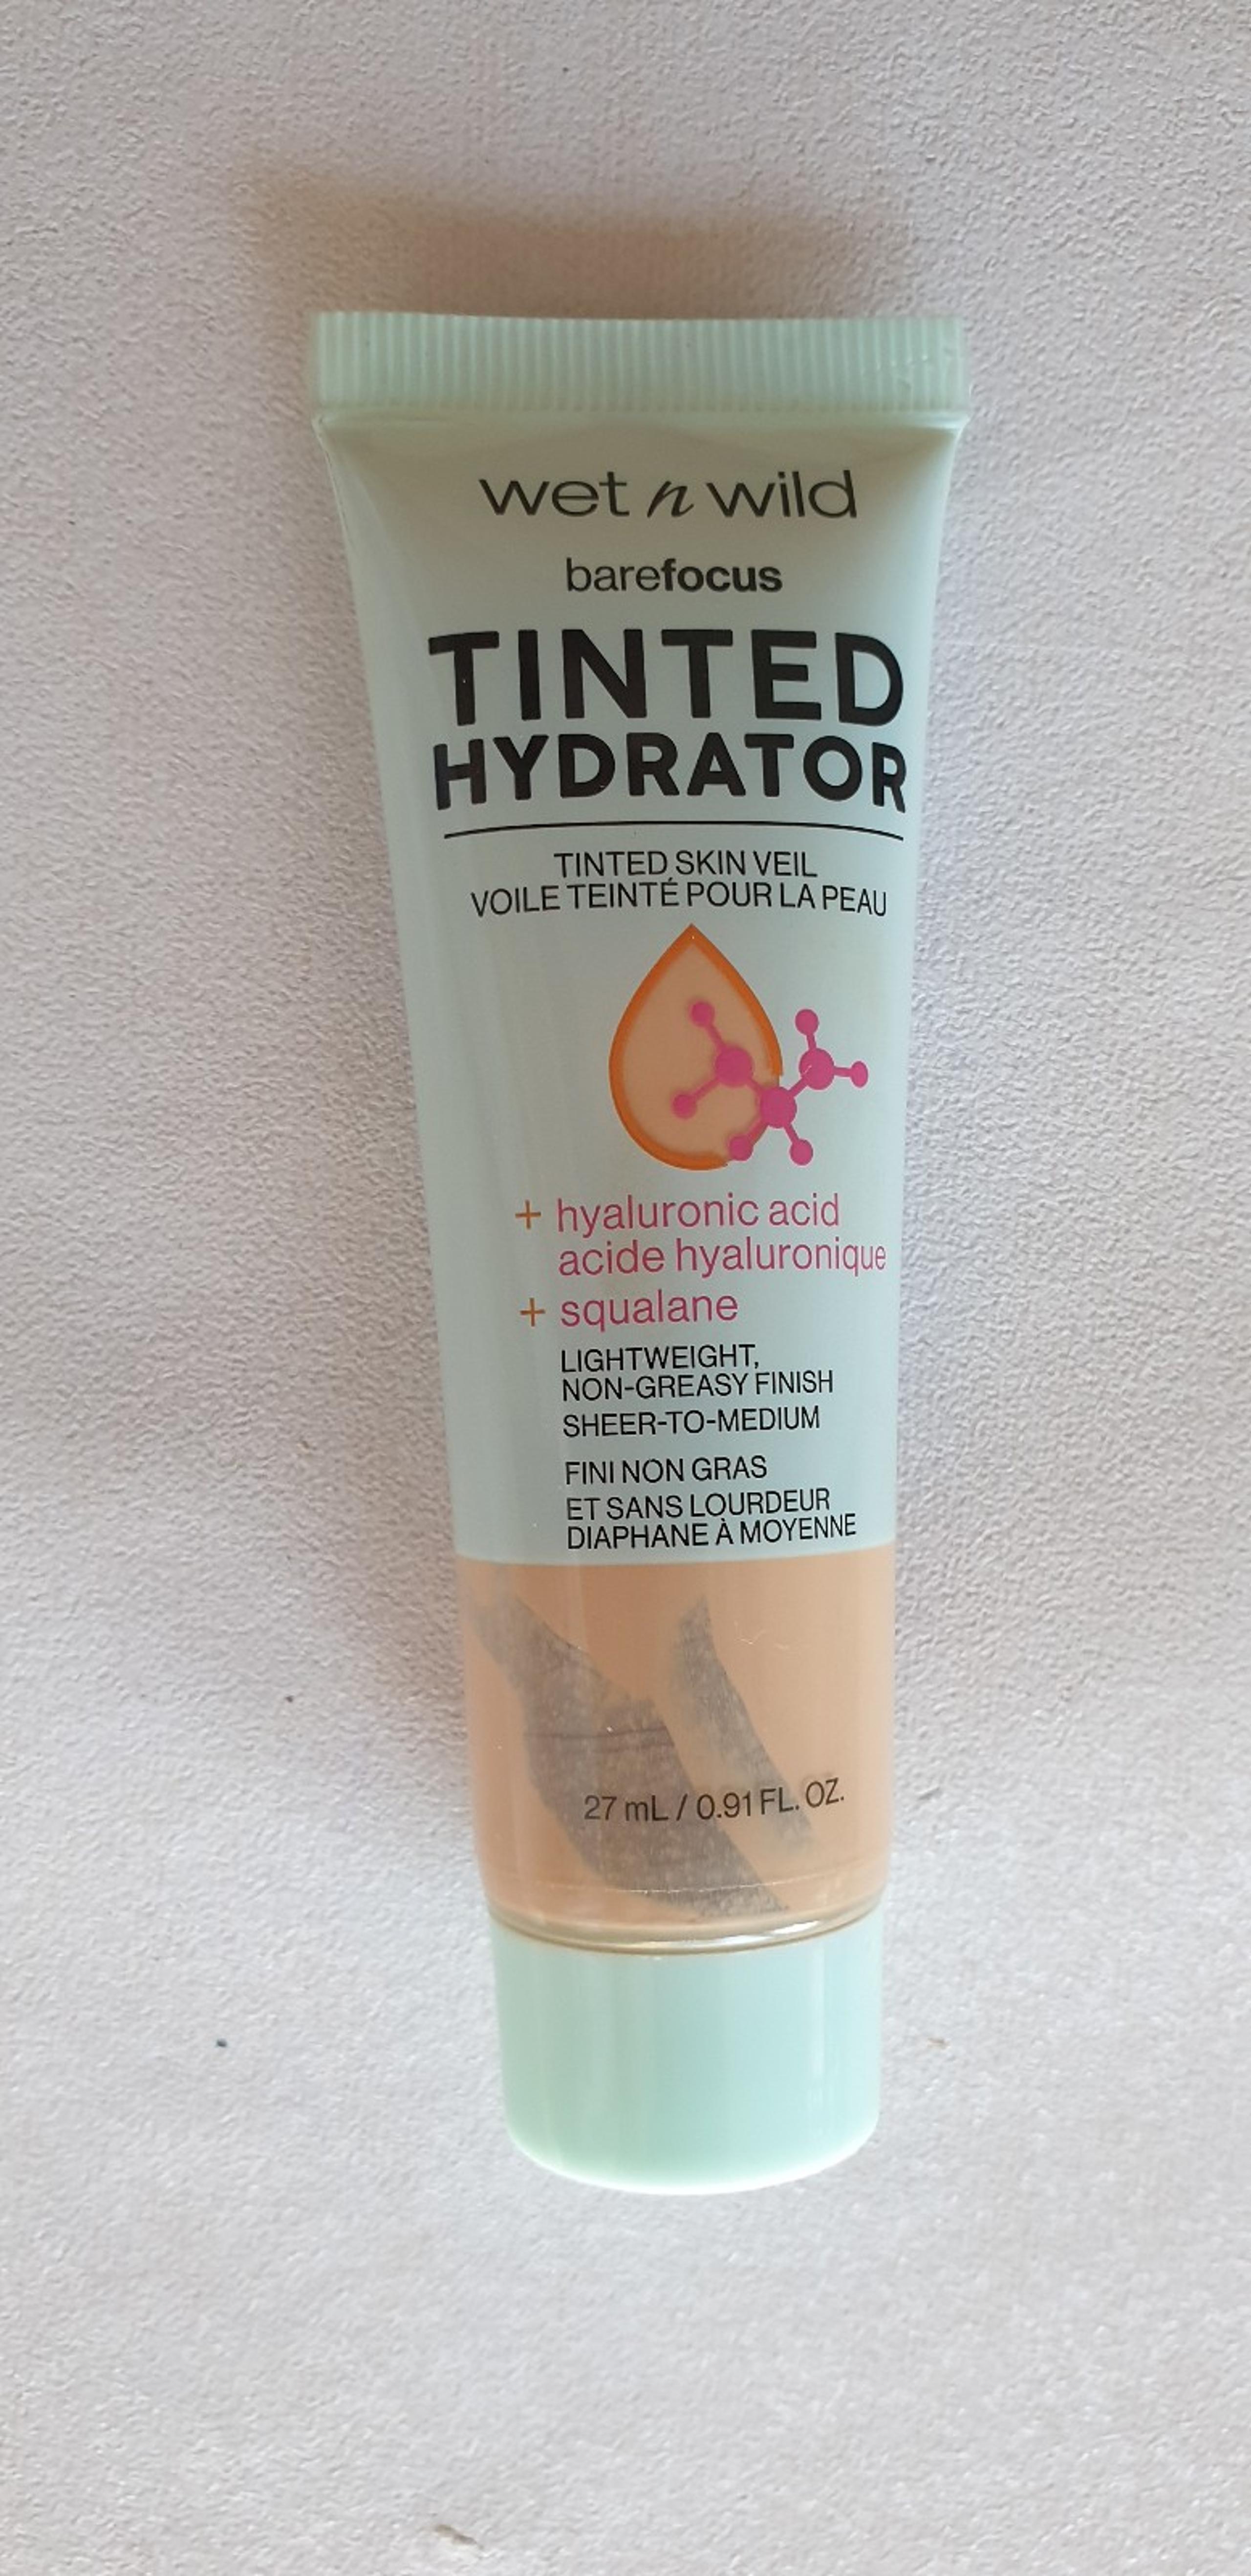 wet n wild
barefocus
TINTED
HYDRATOR
TINTED SKIN VEIL
VOILE TEINTÉ POUR LA PEAU
+ hyaluronic acid
acide hyaluronique
+ squalane
LIGHTWEIGHT,
NON-GREASY FINISH
SHEER-TO-MEDIUM
FINI NON GRAS
ET SANS LOURDEUR
DIAPHANE À MOYENNE
27 mL / 0.91 FL. OZ.